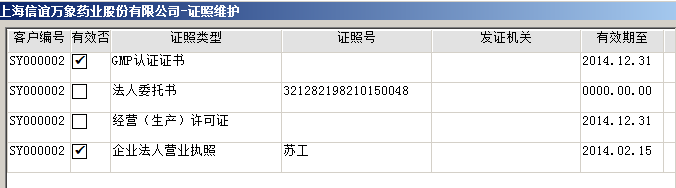 上海信谊万象药业股份有限公司-证照维护
客户编号 有效否 证照类型 证照号 发证机关 有效期至
SY000002 GMP认证证书 2014.12.31
SY000002 法人委托书 321282198210150048 0000.00.00
SY000002 经营（生产）许可证 2014.12.31
SY000002 企业法人营业执照 苏工 2014.02.15